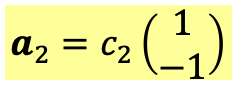 𝒂₂ = c₂ (1
−1)